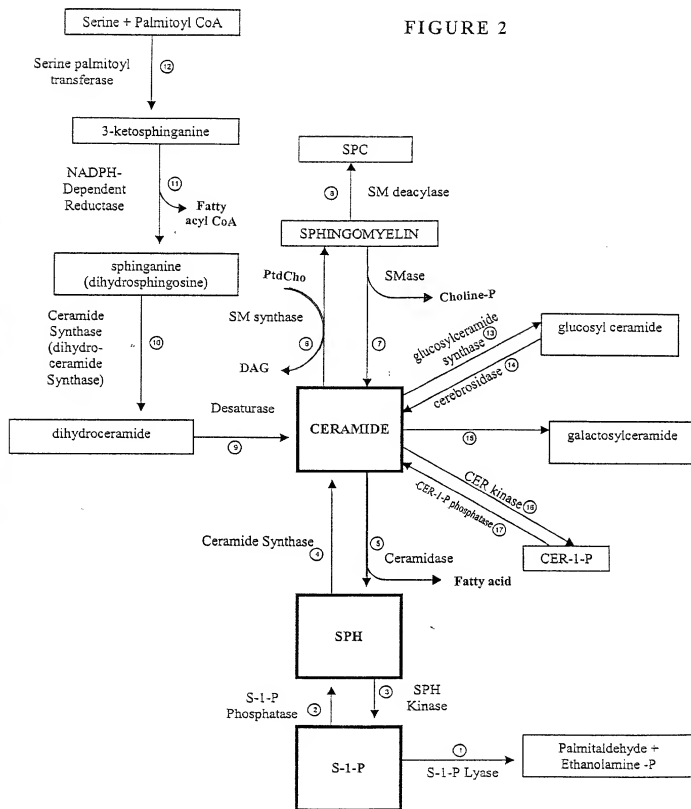 FIGURE 2
Serine + Palmitoyl CoA
Serine palmitoyl
transferase
12
3-ketosphinganine
NADPH-
Dependent
Reductase
11
Fatty
acyl CoA
sphinganine
(dihydrosphingosine)
Ceramide
Synthase
(dihydro-
ceramide
Synthase)
10
dihydroceramide
Desaturase
9
SPC
8
SM deacylase
SPHINGOMYELIN
PtdCho
SM synthase
6
DAG
SMase
Choline-P
7
CERAMIDE
glucosylceramide
synthase 13
cerebrosidase 14
glucosyl ceramide
15
galactosylceramide
CER kinase 16
-CER-1-P phosphatase 17
CER-1-P
Ceramide Synthase
4
5
Ceramidase
Fatty acid
SPH
S-1-P
Phosphatase
2
3
SPH
Kinase
S-1-P
1
S-1-P Lyase
Palmitaldehyde +
Ethanolamine -P